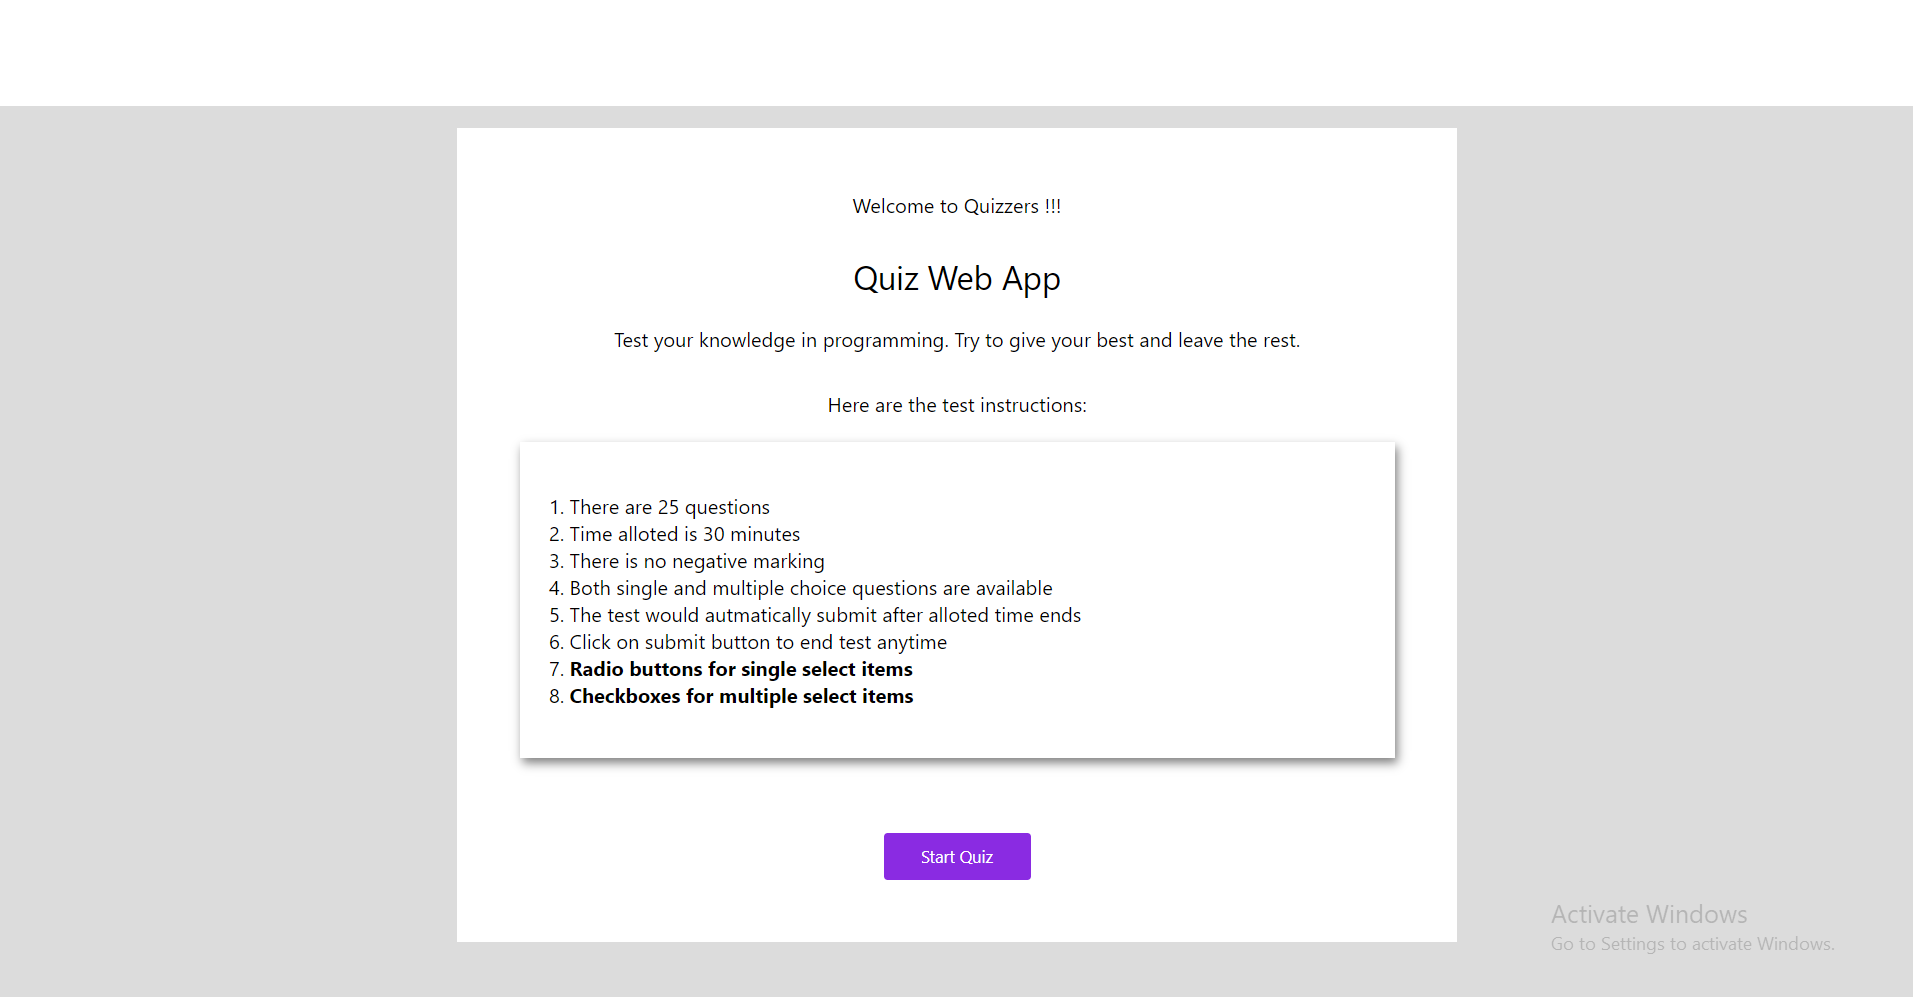 Welcome to Quizzers !!!
Quiz Web App
Test your knowledge in programming. Try to give your best and leave the rest.
Here are the test instructions:
1. There are 25 questions
2. Time alloted is 30 minutes
3. There is no negative marking
4. Both single and multiple choice questions are available
5. The test would autmatically submit after alloted time ends
6. Click on submit button to end test anytime
7. Radio buttons for single select items
8. Checkboxes for multiple select items
Start Quiz
Activate Windows
Go to Settings to activate Windows.